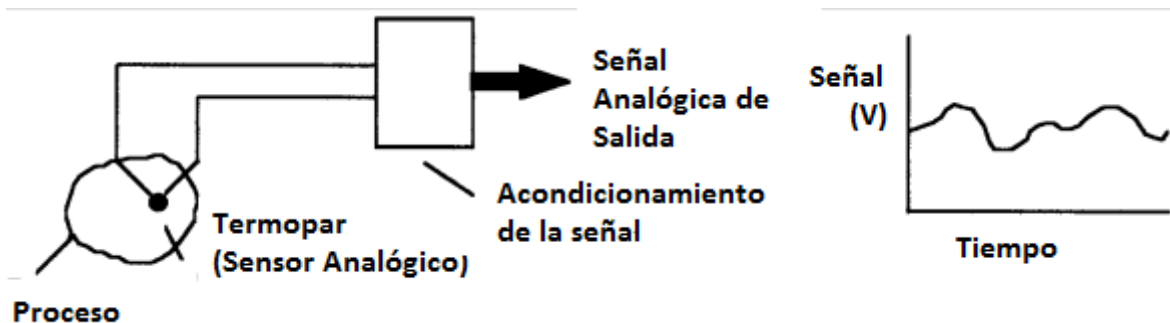 Señal
Analógica de
Salida
Acondicionamiento
de la señal
Termopar
(Sensor Analógico)
Proceso
Señal
(V)
Tiempo